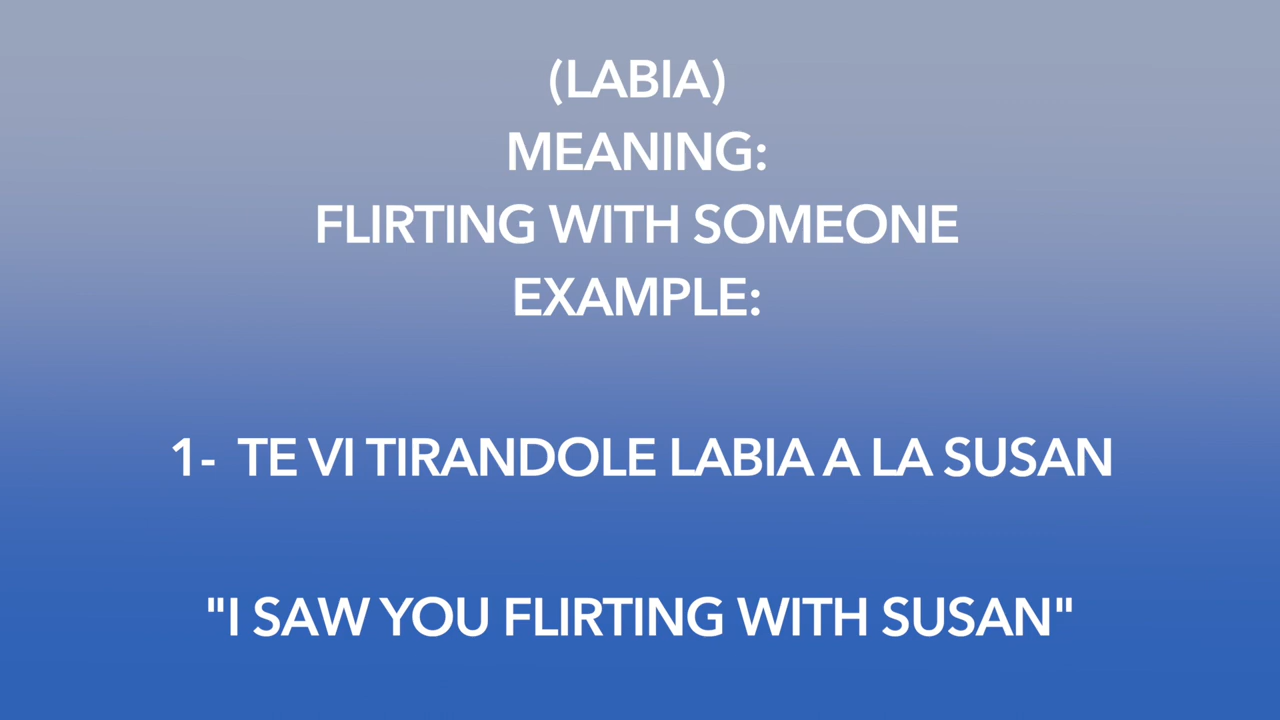 (LABIA)
MEANING:
FLIRTING WITH SOMEONE
EXAMPLE:
1- TE VI TIRANDOLE LABIA A LA SUSAN
"I SAW YOU FLIRTING WITH SUSAN"